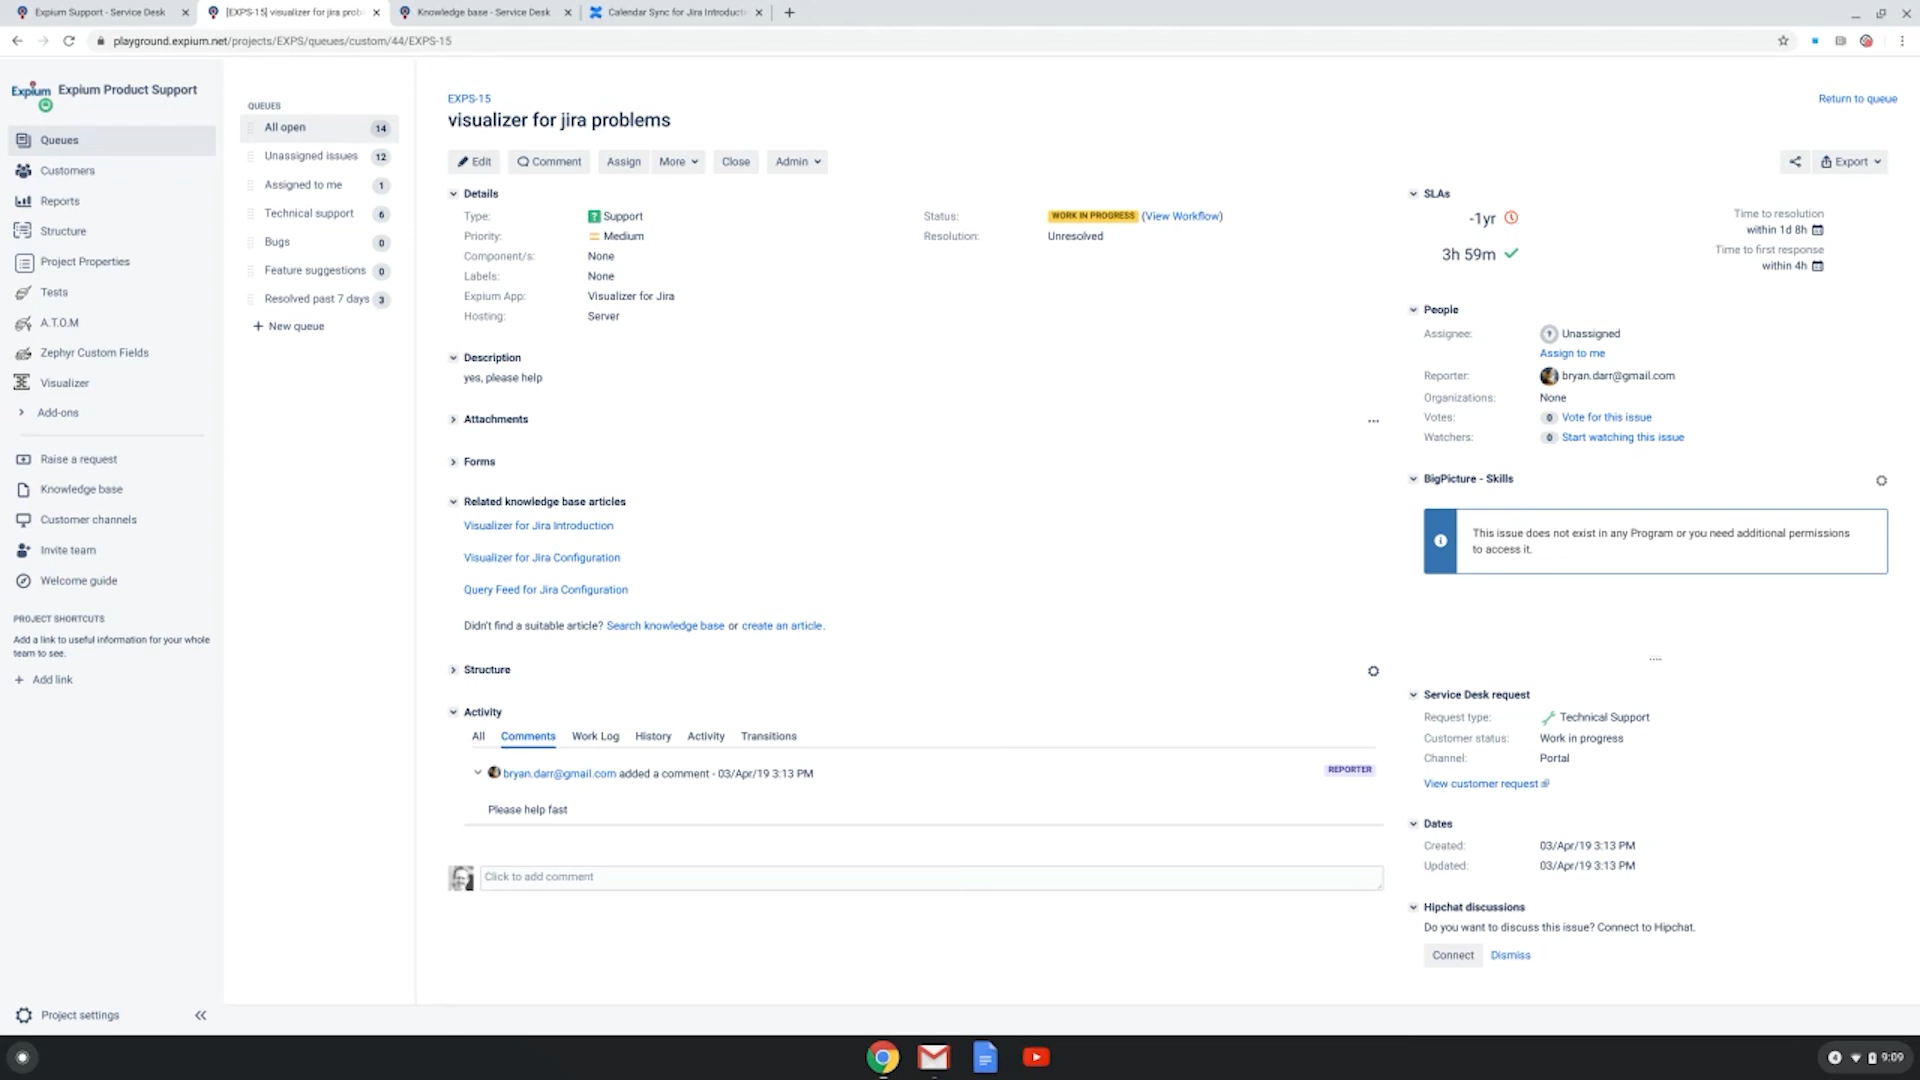 Expium Support - Service Desk
[EXPS-15] visualizer for jira prob
Knowledge base - Service Desk
Calendar Sync for Jira Introducti
playground.expium.net/projects/EXPS/queues/custom/44/EXPS-15
Expium
Expium Product Support
Queues
Customers
Reports
Structure
Project Properties
Tests
A.T.O.M
Zephyr Custom Fields
Visualizer
Add-ons
Raise a request
Knowledge base
Customer channels
Invite team
Welcome guide
PROJECT SHORTCUTS
Add a link to useful information for your whole
team to see.
+ Add link
Project settings
QUEUES
All open 14
Unassigned issues 12
Assigned to me 1
Technical support 6
Bugs 0
Feature suggestions 0
Resolved past 7 days 3
+ New queue
EXPS-15
Return to queue
visualizer for jira problems
Edit Comment Assign More Close Admin
Export
Details
Type: Support
Priority: Medium
Component/s: None
Labels: None
Expium App: Visualizer for Jira
Hosting: Server
Status: WORK IN PROGRESS (View Workflow)
Resolution: Unresolved
Description
yes, please help
Attachments
Forms
Related knowledge base articles
Visualizer for Jira Introduction
Visualizer for Jira Configuration
Query Feed for Jira Configuration
Didn't find a suitable article? Search knowledge base or create an article.
Structure
Activity
All Comments Work Log History Activity Transitions
bryan.darr@gmail.com added a comment - 03/Apr/19 3:13 PM
REPORTER
Please help fast
Click to add comment
SLAs
-1yr
Time to resolution
within 1d 8h
3h 59m
Time to first response
within 4h
People
Assignee: Unassigned
Assign to me
Reporter: bryan.darr@gmail.com
Organizations: None
Votes: 0 Vote for this issue
Watchers: 0 Start watching this issue
BigPicture - Skills
This issue does not exist in any Program or you need additional permissions
to access it.
Service Desk request
Request type: Technical Support
Customer status: Work in progress
Channel: Portal
View customer request
Dates
Created: 03/Apr/19 3:13 PM
Updated: 03/Apr/19 3:13 PM
Hipchat discussions
Do you want to discuss this issue? Connect to Hipchat.
Connect Dismiss
4 9:09